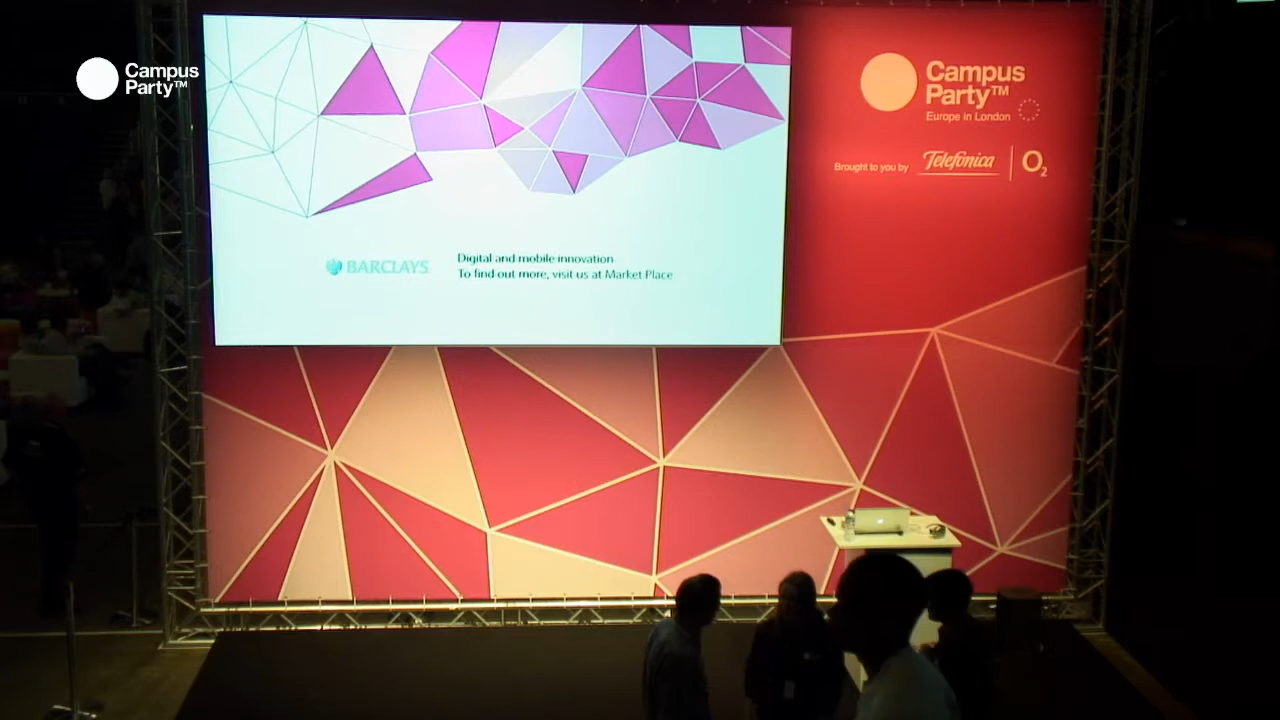 Campus
Party™
Campus
Party™
Europe in London
Brought to you by
Telefónica
O2
BARCLAYS
Digital and mobile innovation
To find out more, visit us at Market Place